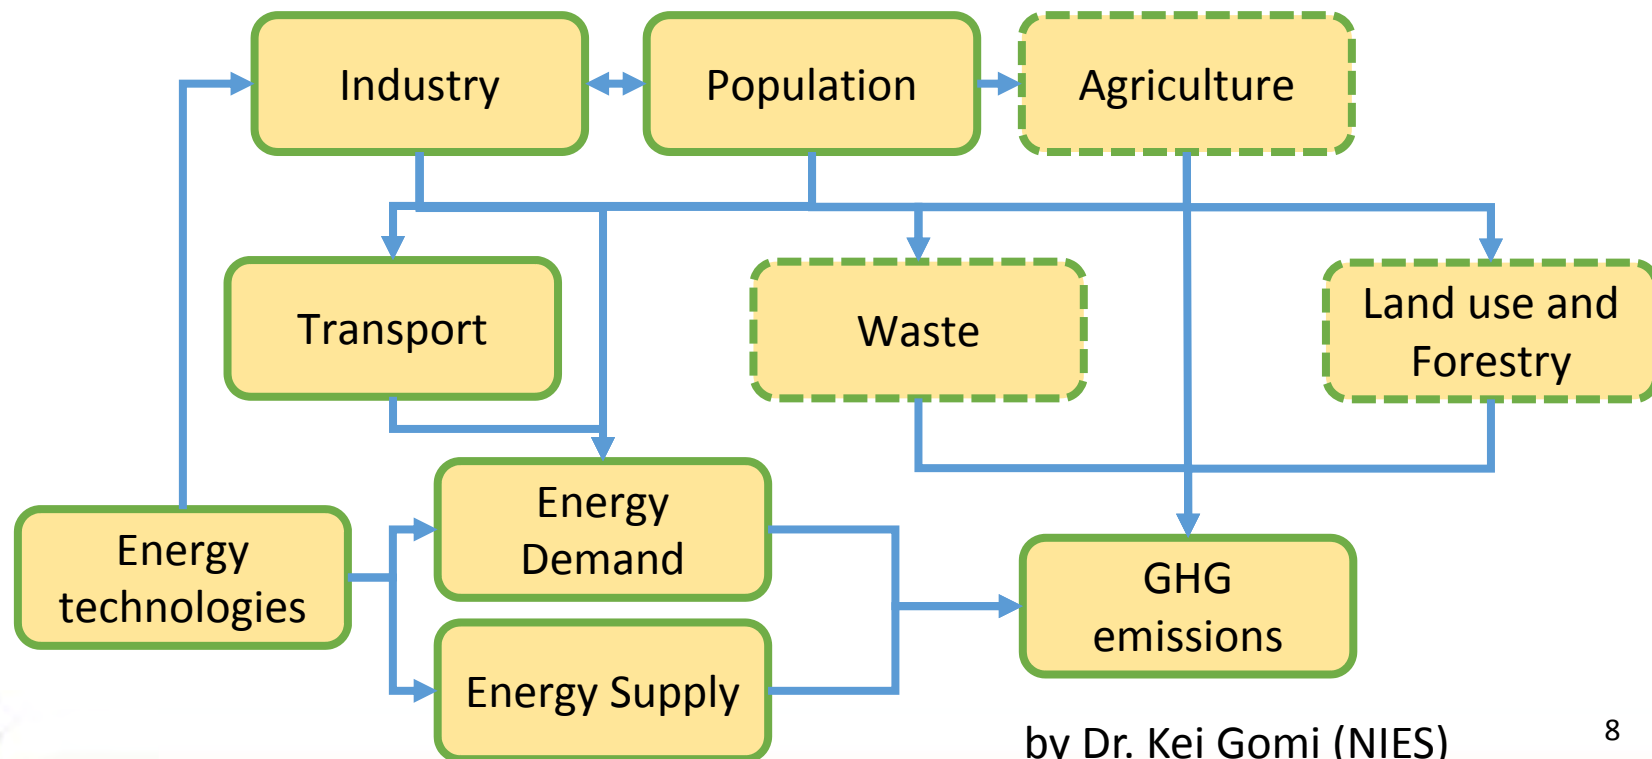 Industry
Population
Agriculture
Transport
Waste
Land use and
Forestry
Energy
Demand
Energy
technologies
GHG
emissions
Energy Supply
by Dr. Kei Gomi (NIES)
8